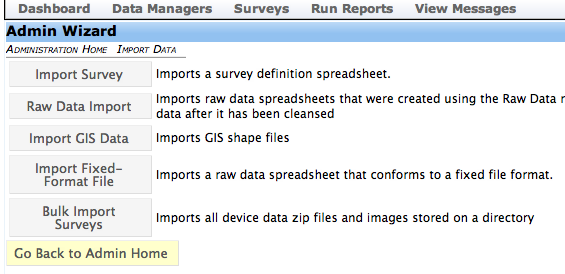 Dashboard Data Managers Surveys Run Reports View Messages
Admin Wizard
Administration Home Import Data
Import Survey Imports a survey definition spreadsheet.
Raw Data Import Imports raw data spreadsheets that were created using the Raw Data
data after it has been cleansed
Import GIS Data Imports GIS shape files
Import Fixed-
Format File Imports a raw data spreadsheet that conforms to a fixed file format.
Bulk Import
Surveys Imports all device data zip files and images stored on a directory
Go Back to Admin Home